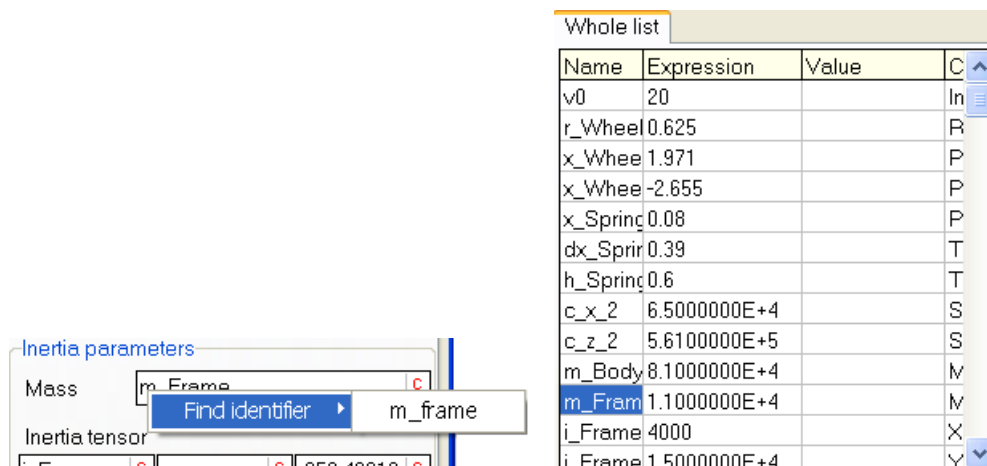 Whole list
Name Expression Value C
v0 20 In
r_Wheel 0.625 R
x_Whee 1.971 P
x_Whee -2.655 P
x_Spring 0.08 P
dx_Sprin 0.39 T
h_Spring 0.6 T
c_x_2 6.5000000E+4 S
c_z_2 5.6100000E+5 S
m_Body 8.1000000E+4 M
m_Fram 1.1000000E+4 M
i_Frame 4000 X
i_Frame 1.5000000E+4 Y
Inertia parameters
Mass m_Frame C
Find identifier m_frame
Inertia tensor